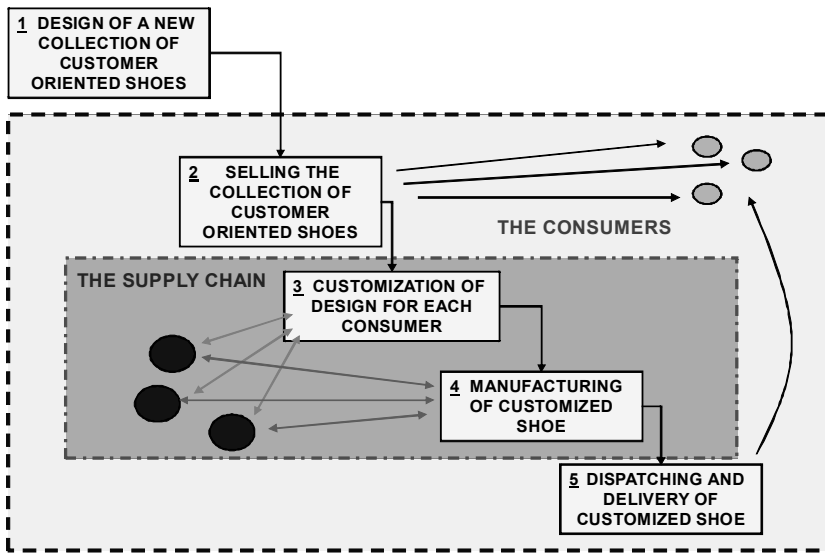 1 DESIGN OF A NEW
COLLECTION OF
CUSTOMER
ORIENTED SHOES
2 SELLING THE
COLLECTION OF
CUSTOMER
ORIENTED SHOES
THE CONSUMERS
THE SUPPLY CHAIN
3 CUSTOMIZATION OF
DESIGN FOR EACH
CONSUMER
4 MANUFACTURING
OF CUSTOMIZED
SHOE
5 DISPATCHING AND
DELIVERY OF
CUSTOMIZED SHOE